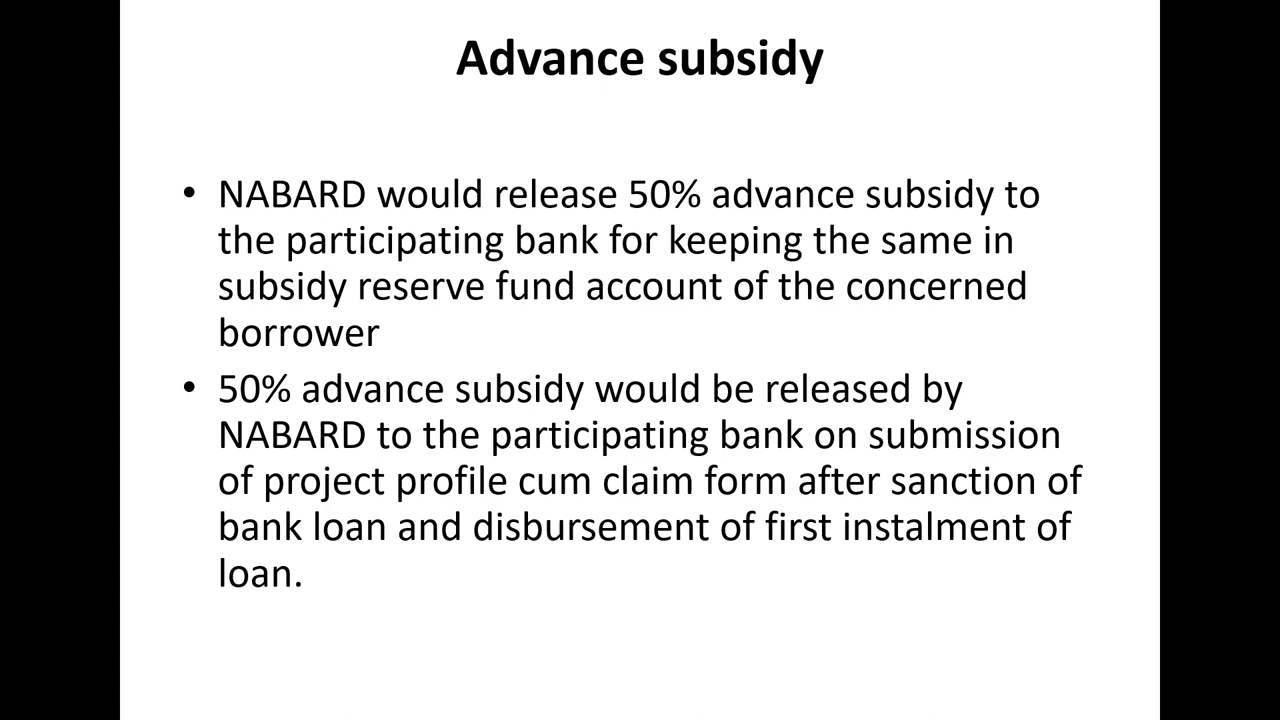 Advance subsidy
• NABARD would release 50% advance subsidy to
the participating bank for keeping the same in
subsidy reserve fund account of the concerned
borrower
• 50% advance subsidy would be released by
NABARD to the participating bank on submission
of project profile cum claim form after sanction of
bank loan and disbursement of first instalment of
loan.